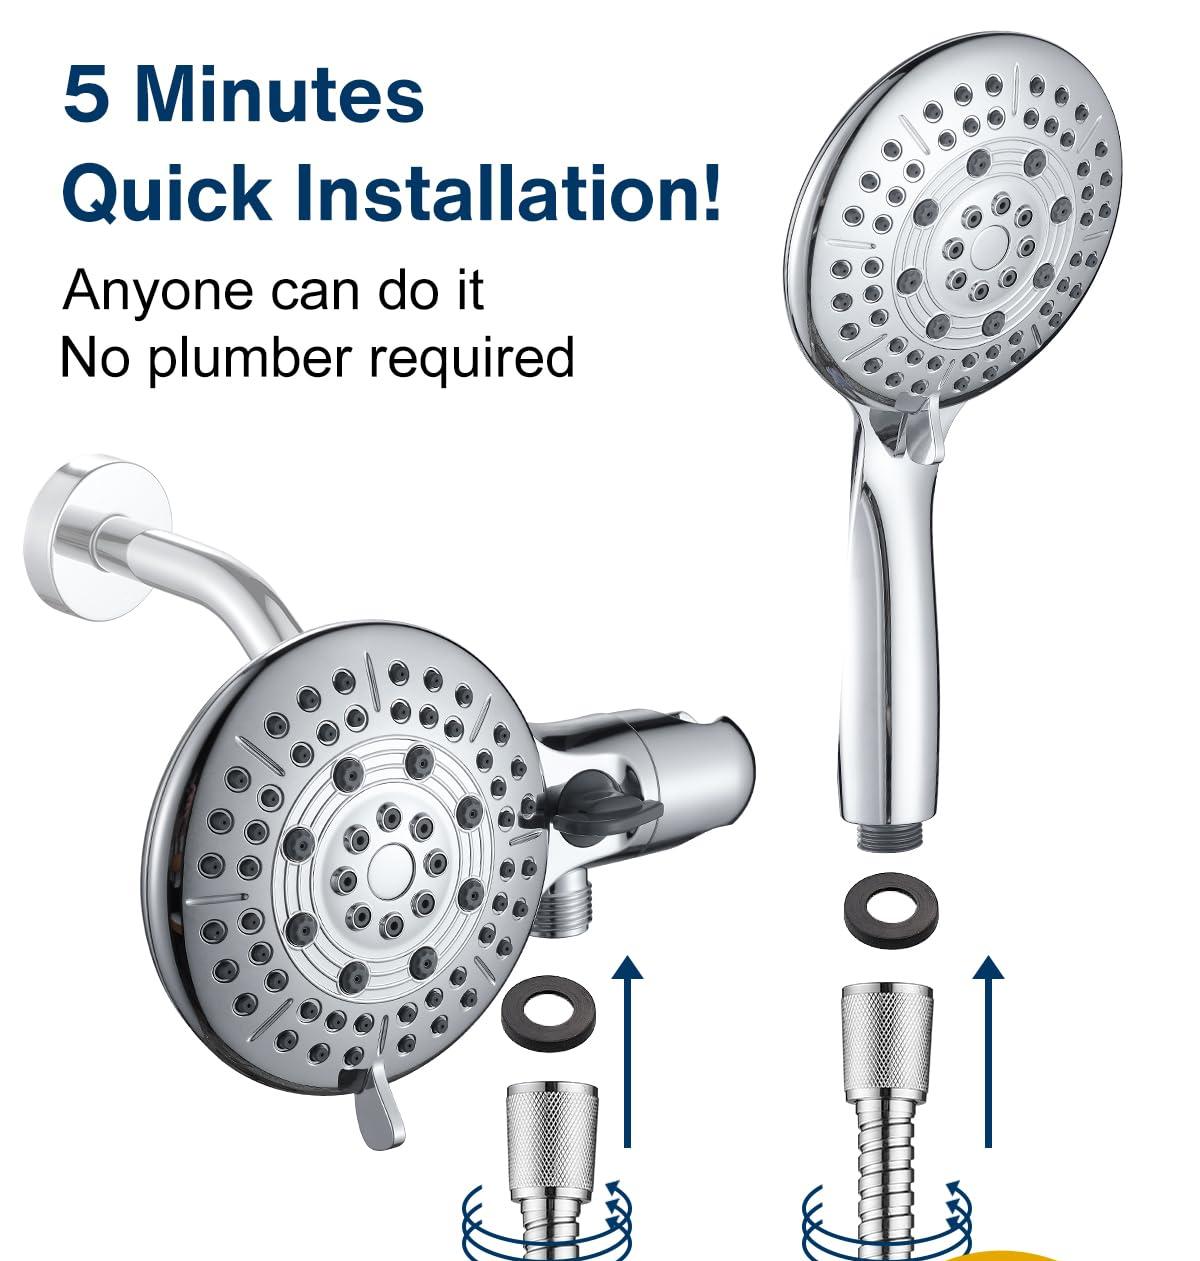 5 Minutes
Quick Installation!
Anyone can do it
No plumber required